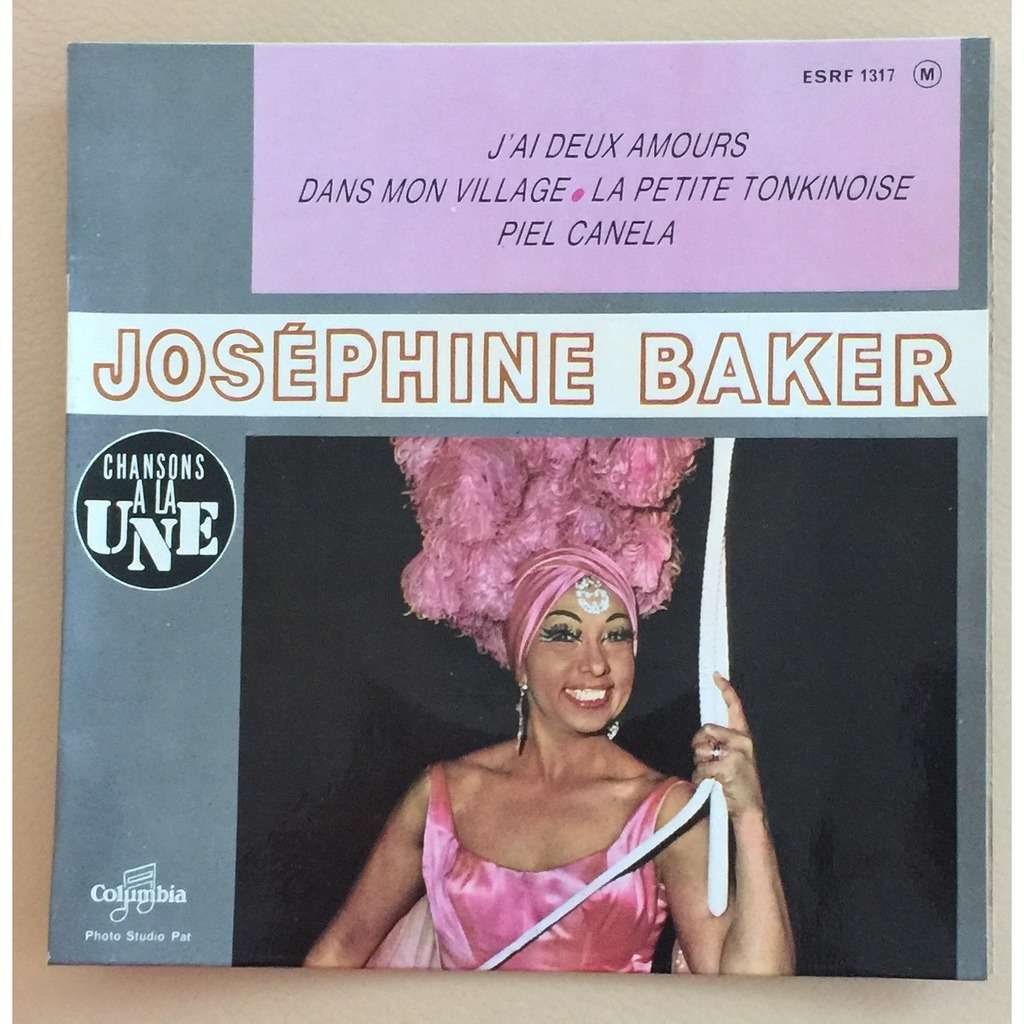 ESRF 1317 M
J'AI DEUX AMOURS
DANS MON VILLAGE • LA PETITE TONKINOISE
PIEL CANELA
JOSÉPHINE BAKER
CHANSONS
A LA
UNE
Columbia
Photo Studio Pat